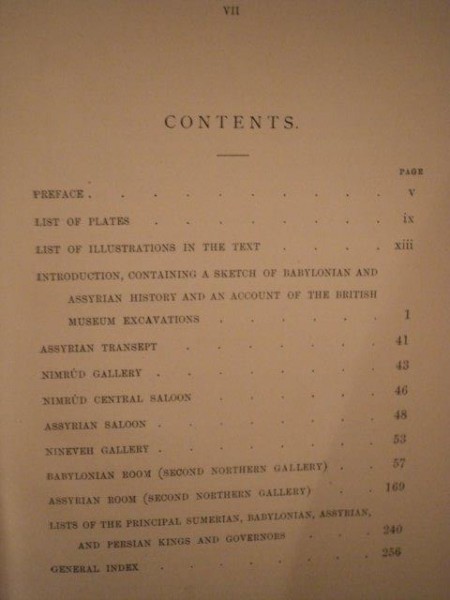 VII
CONTENTS.
PAGE
PREFACE . . . . . . . . . . v
LIST OF PLATES . . . . . . . . ix
LIST OF ILLUSTRATIONS IN THE TEXT . . . . xiii
INTRODUCTION, CONTAINING A SKETCH OF BABYLONIAN AND
ASSYRIAN HISTORY AND AN ACCOUNT OF THE BRITISH
MUSEUM EXCAVATIONS . . . . . . 1
ASSYRIAN TRANSEPT . . . . . . . 41
NIMRÛD GALLERY . . . . . . . . 43
NIMRÛD CENTRAL SALOON . . . . . . 46
ASSYRIAN SALOON . . . . . . . . 48
NINEVEH GALLERY . . . . . . . . 53
BABYLONIAN ROOM (SECOND NORTHERN GALLERY) . . 57
ASSYRIAN ROOM (SECOND NORTHERN GALLERY) . . 169
LISTS OF THE PRINCIPAL SUMERIAN, BABYLONIAN, ASSYRIAN,
AND PERSIAN KINGS AND GOVERNORS . . . 240
GENERAL INDEX . . . . . . . . 256